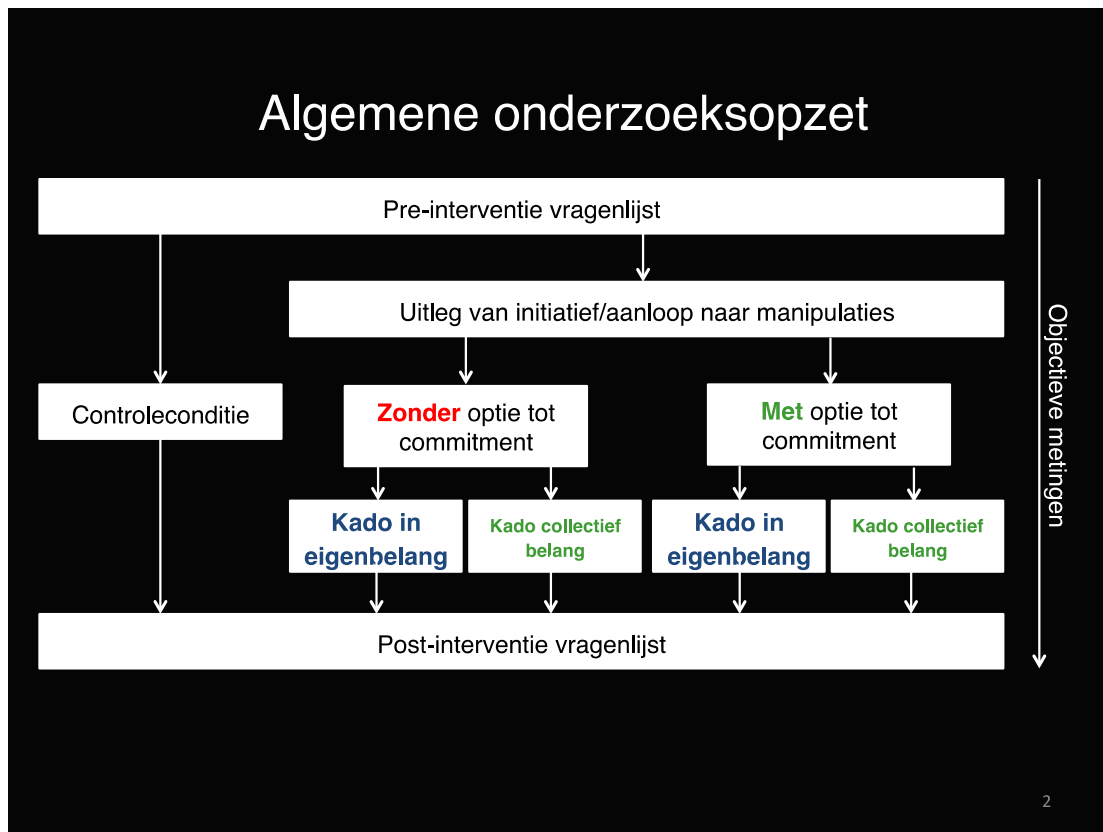 Algemene onderzoeksopzet
Pre-interventie vragenlijst
Uitleg van initiatief/aanloop naar manipulaties
Controleconditie
Zonder optie tot
commitment
Met optie tot
commitment
Kado in
eigenbelang
Kado collectief
belang
Kado in
eigenbelang
Kado collectief
belang
Post-interventie vragenlijst
Objectieve metingen
2